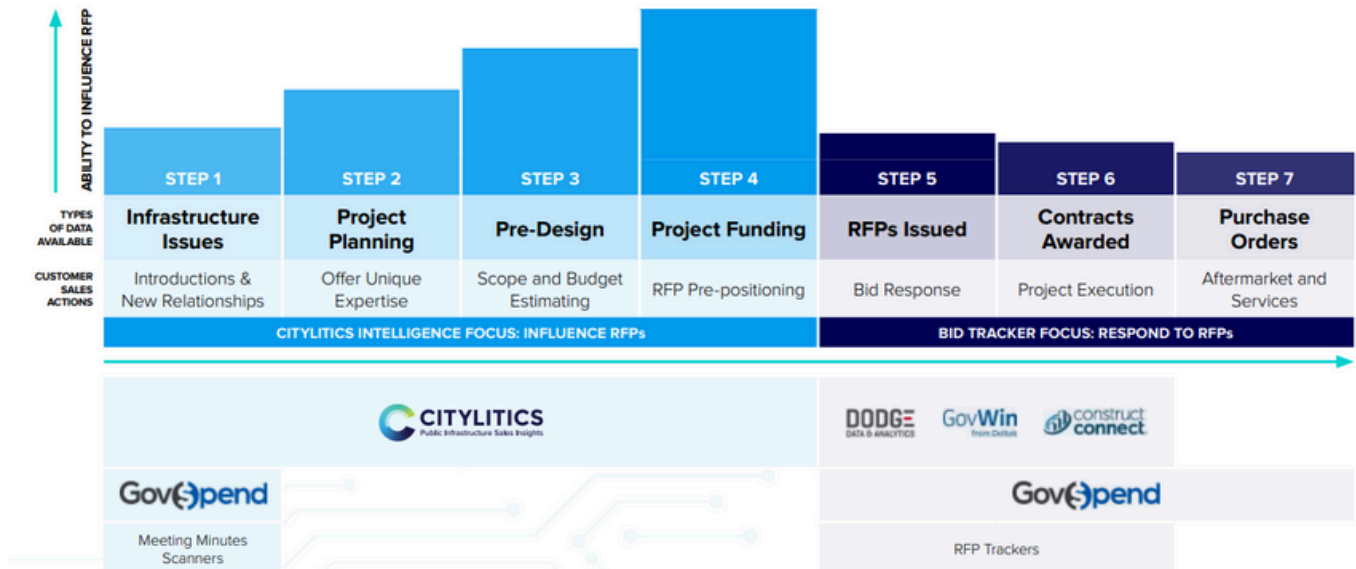 ABILITY TO INFLUENCE RFP
STEP 1
STEP 2
STEP 3
STEP 4
STEP 5
STEP 6
STEP 7
TYPES
OF DATA
AVAILABLE
Infrastructure
Issues
Project
Planning
Pre-Design
Project Funding
RFPs Issued
Contracts
Awarded
Purchase
Orders
CUSTOMER
SALES
ACTIONS
Introductions &
New Relationships
Offer Unique
Expertise
Scope and Budget
Estimating
RFP Pre-positioning
Bid Response
Project Execution
Aftermarket and
Services
CITYLITICS INTELLIGENCE FOCUS: INFLUENCE RFPs
BID TRACKER FOCUS: RESPOND TO RFPs
CITYLITICS
Public Infrastructure Sales Insights
DODGE
DATA & ANALYTICS
GovWin
from Deltek
construct
connect
GovSpend
GovSpend
Meeting Minutes
Scanners
RFP Trackers